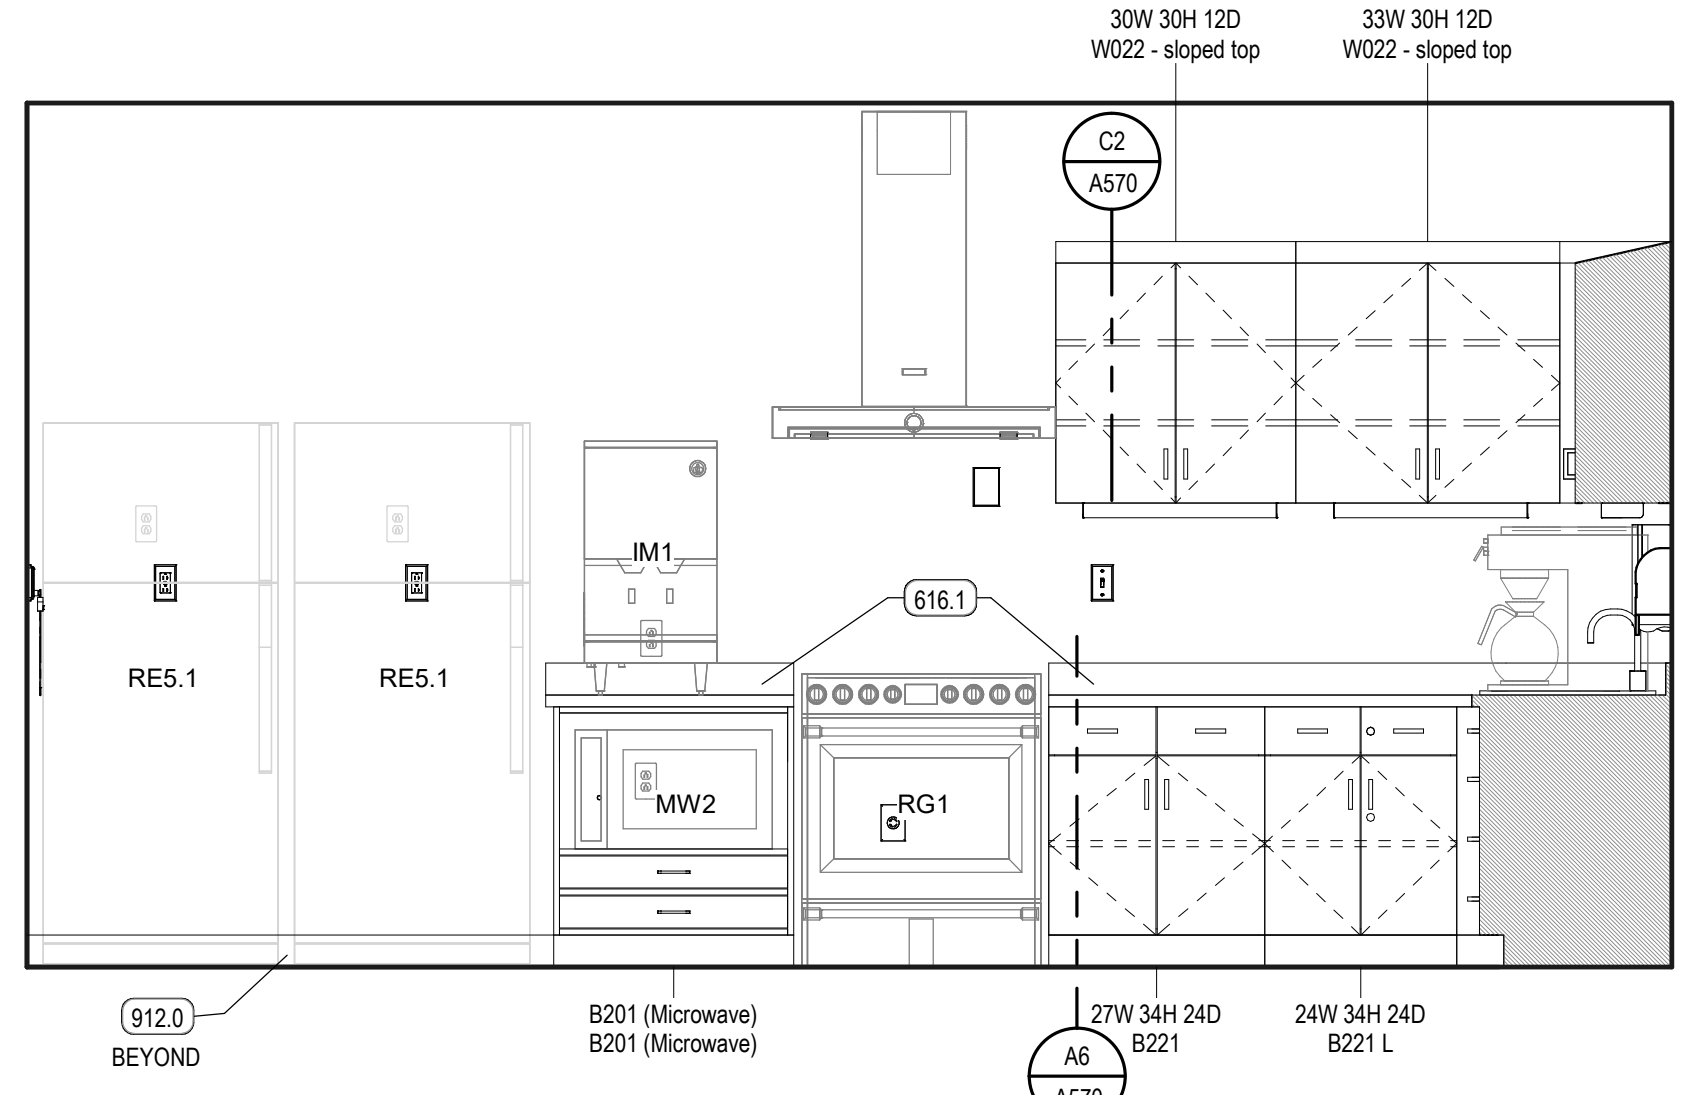 30W 30H 12D
W022 - sloped top
33W 30H 12D
W022 - sloped top
C2
A570
IM1
616.1
RE5.1
RE5.1
MW2
RG1
912.0
BEYOND
B201 (Microwave)
B201 (Microwave)
27W 34H 24D
B221
24W 34H 24D
B221 L
A6
A570